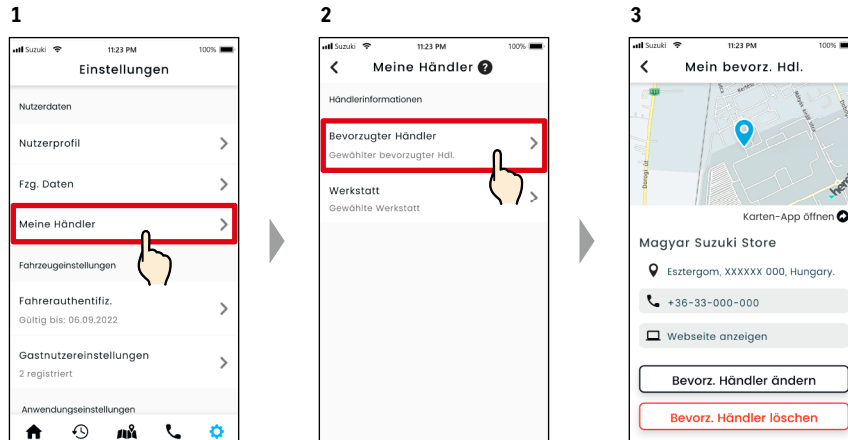 1
Suzuki 11:23 PM 100%
Einstellungen
Nutzerdaten
Nutzerprofil
Fzg. Daten
Meine Händler
Fahrzeugeinstellungen
Fahrerauthentifiz.
Gültig bis: 06.09.2022
Gastnutzereinstellungen
2 registriert
Anwendungseinstellungen
2
Suzuki 11:23 PM 100%
Meine Händler ?
Händlerinformationen
Bevorzugter Händler
Gewählter bevorzugter Hdl.
Werkstatt
Gewählte Werkstatt
3
Suzuki 11:23 PM 100%
Mein bevorz. Hdl.
Dorogi út
Karten-App öffnen
Magyar Suzuki Store
Esztergom, XXXXXX 000, Hungary.
+36-33-000-000
Webseite anzeigen
Bevorz. Händler ändern
Bevorz. Händler löschen